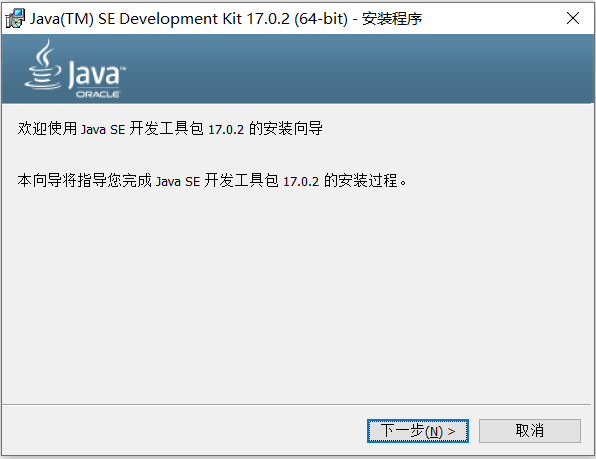 Java(TM) SE Development Kit 17.0.2 (64-bit) - 安装程序
Java™
ORACLE
欢迎使用 Java SE 开发工具包 17.0.2 的安装向导
本向导将指导您完成 Java SE 开发工具包 17.0.2 的安装过程。
下一步(N) >
取消